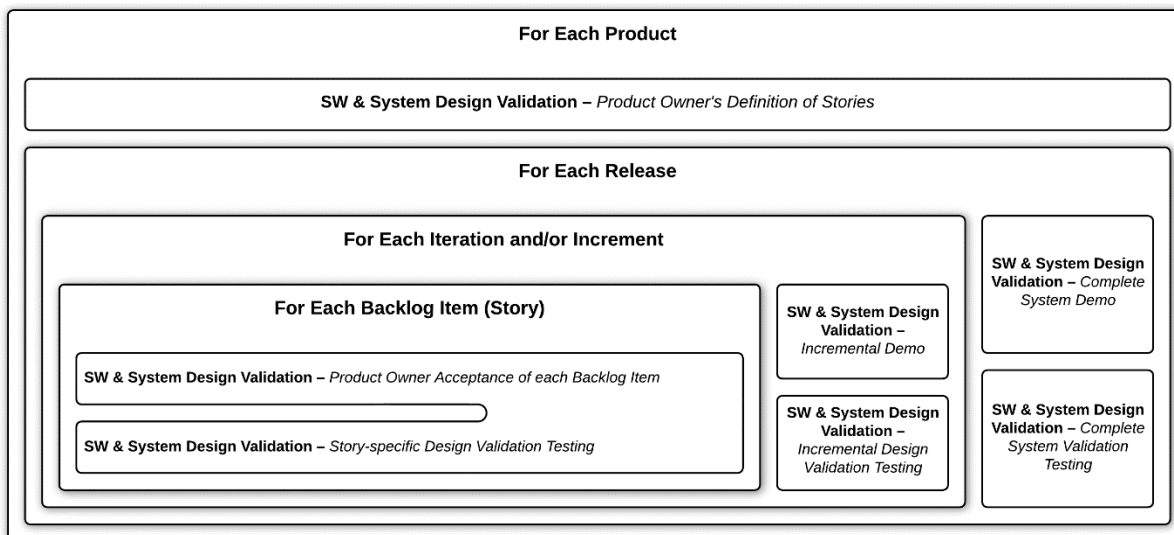 For Each Product
SW & System Design Validation – Product Owner's Definition of Stories
For Each Release
For Each Iteration and/or Increment
For Each Backlog Item (Story)
SW & System Design Validation – Product Owner Acceptance of each Backlog Item
SW & System Design Validation – Story-specific Design Validation Testing
SW & System Design
Validation –
Incremental Demo
SW & System Design
Validation –
Incremental Design
Validation Testing
SW & System Design
Validation – Complete
System Demo
SW & System Design
Validation – Complete
System Validation
Testing